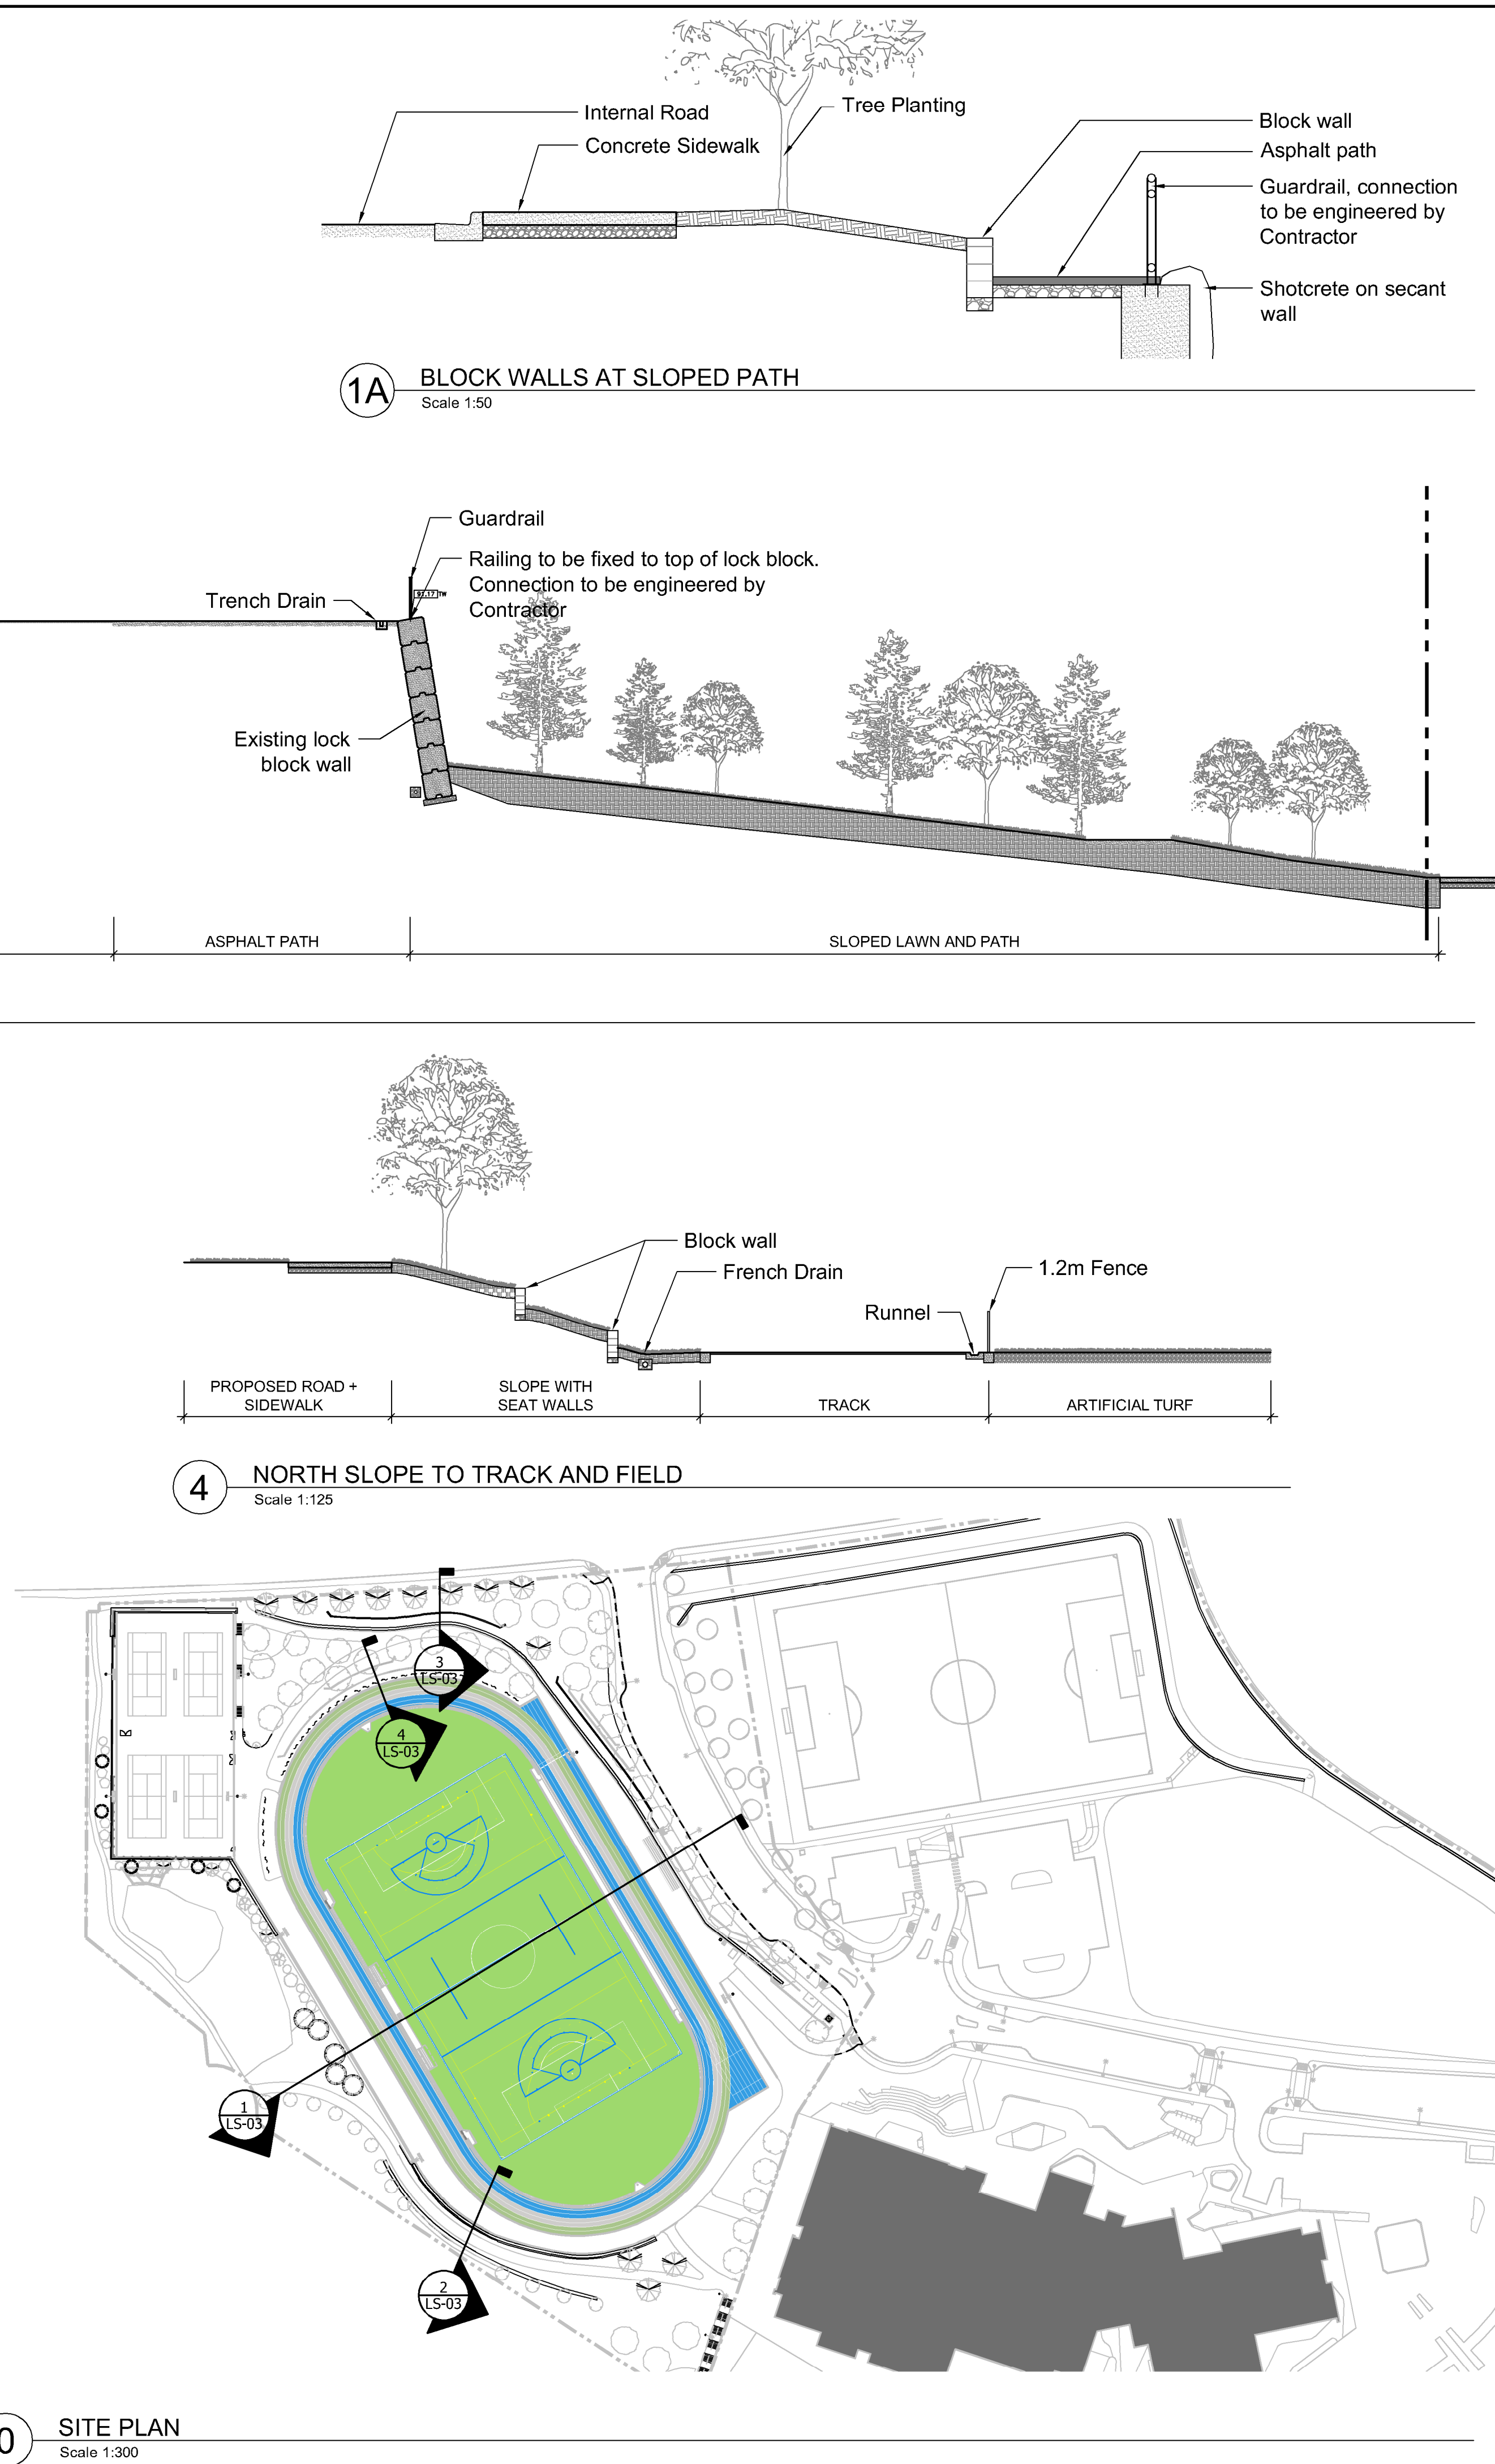 Internal Road
Concrete Sidewalk
Tree Planting
Block wall
Asphalt path
Guardrail, connection
to be engineered by
Contractor
Shotcrete on secant
wall
1A
BLOCK WALLS AT SLOPED PATH
Scale 1:50
Guardrail
Railing to be fixed to top of lock block.
Connection to be engineered by
Contractor
91.17 TW
Trench Drain
Existing lock
block wall
ASPHALT PATH
SLOPED LAWN AND PATH
Block wall
French Drain
1.2m Fence
Runnel
PROPOSED ROAD +
SIDEWALK
SLOPE WITH
SEAT WALLS
TRACK
ARTIFICIAL TURF
4
NORTH SLOPE TO TRACK AND FIELD
Scale 1:125
3
LS-03
4
LS-03
1
LS-03
2
LS-03
0
SITE PLAN
Scale 1:300